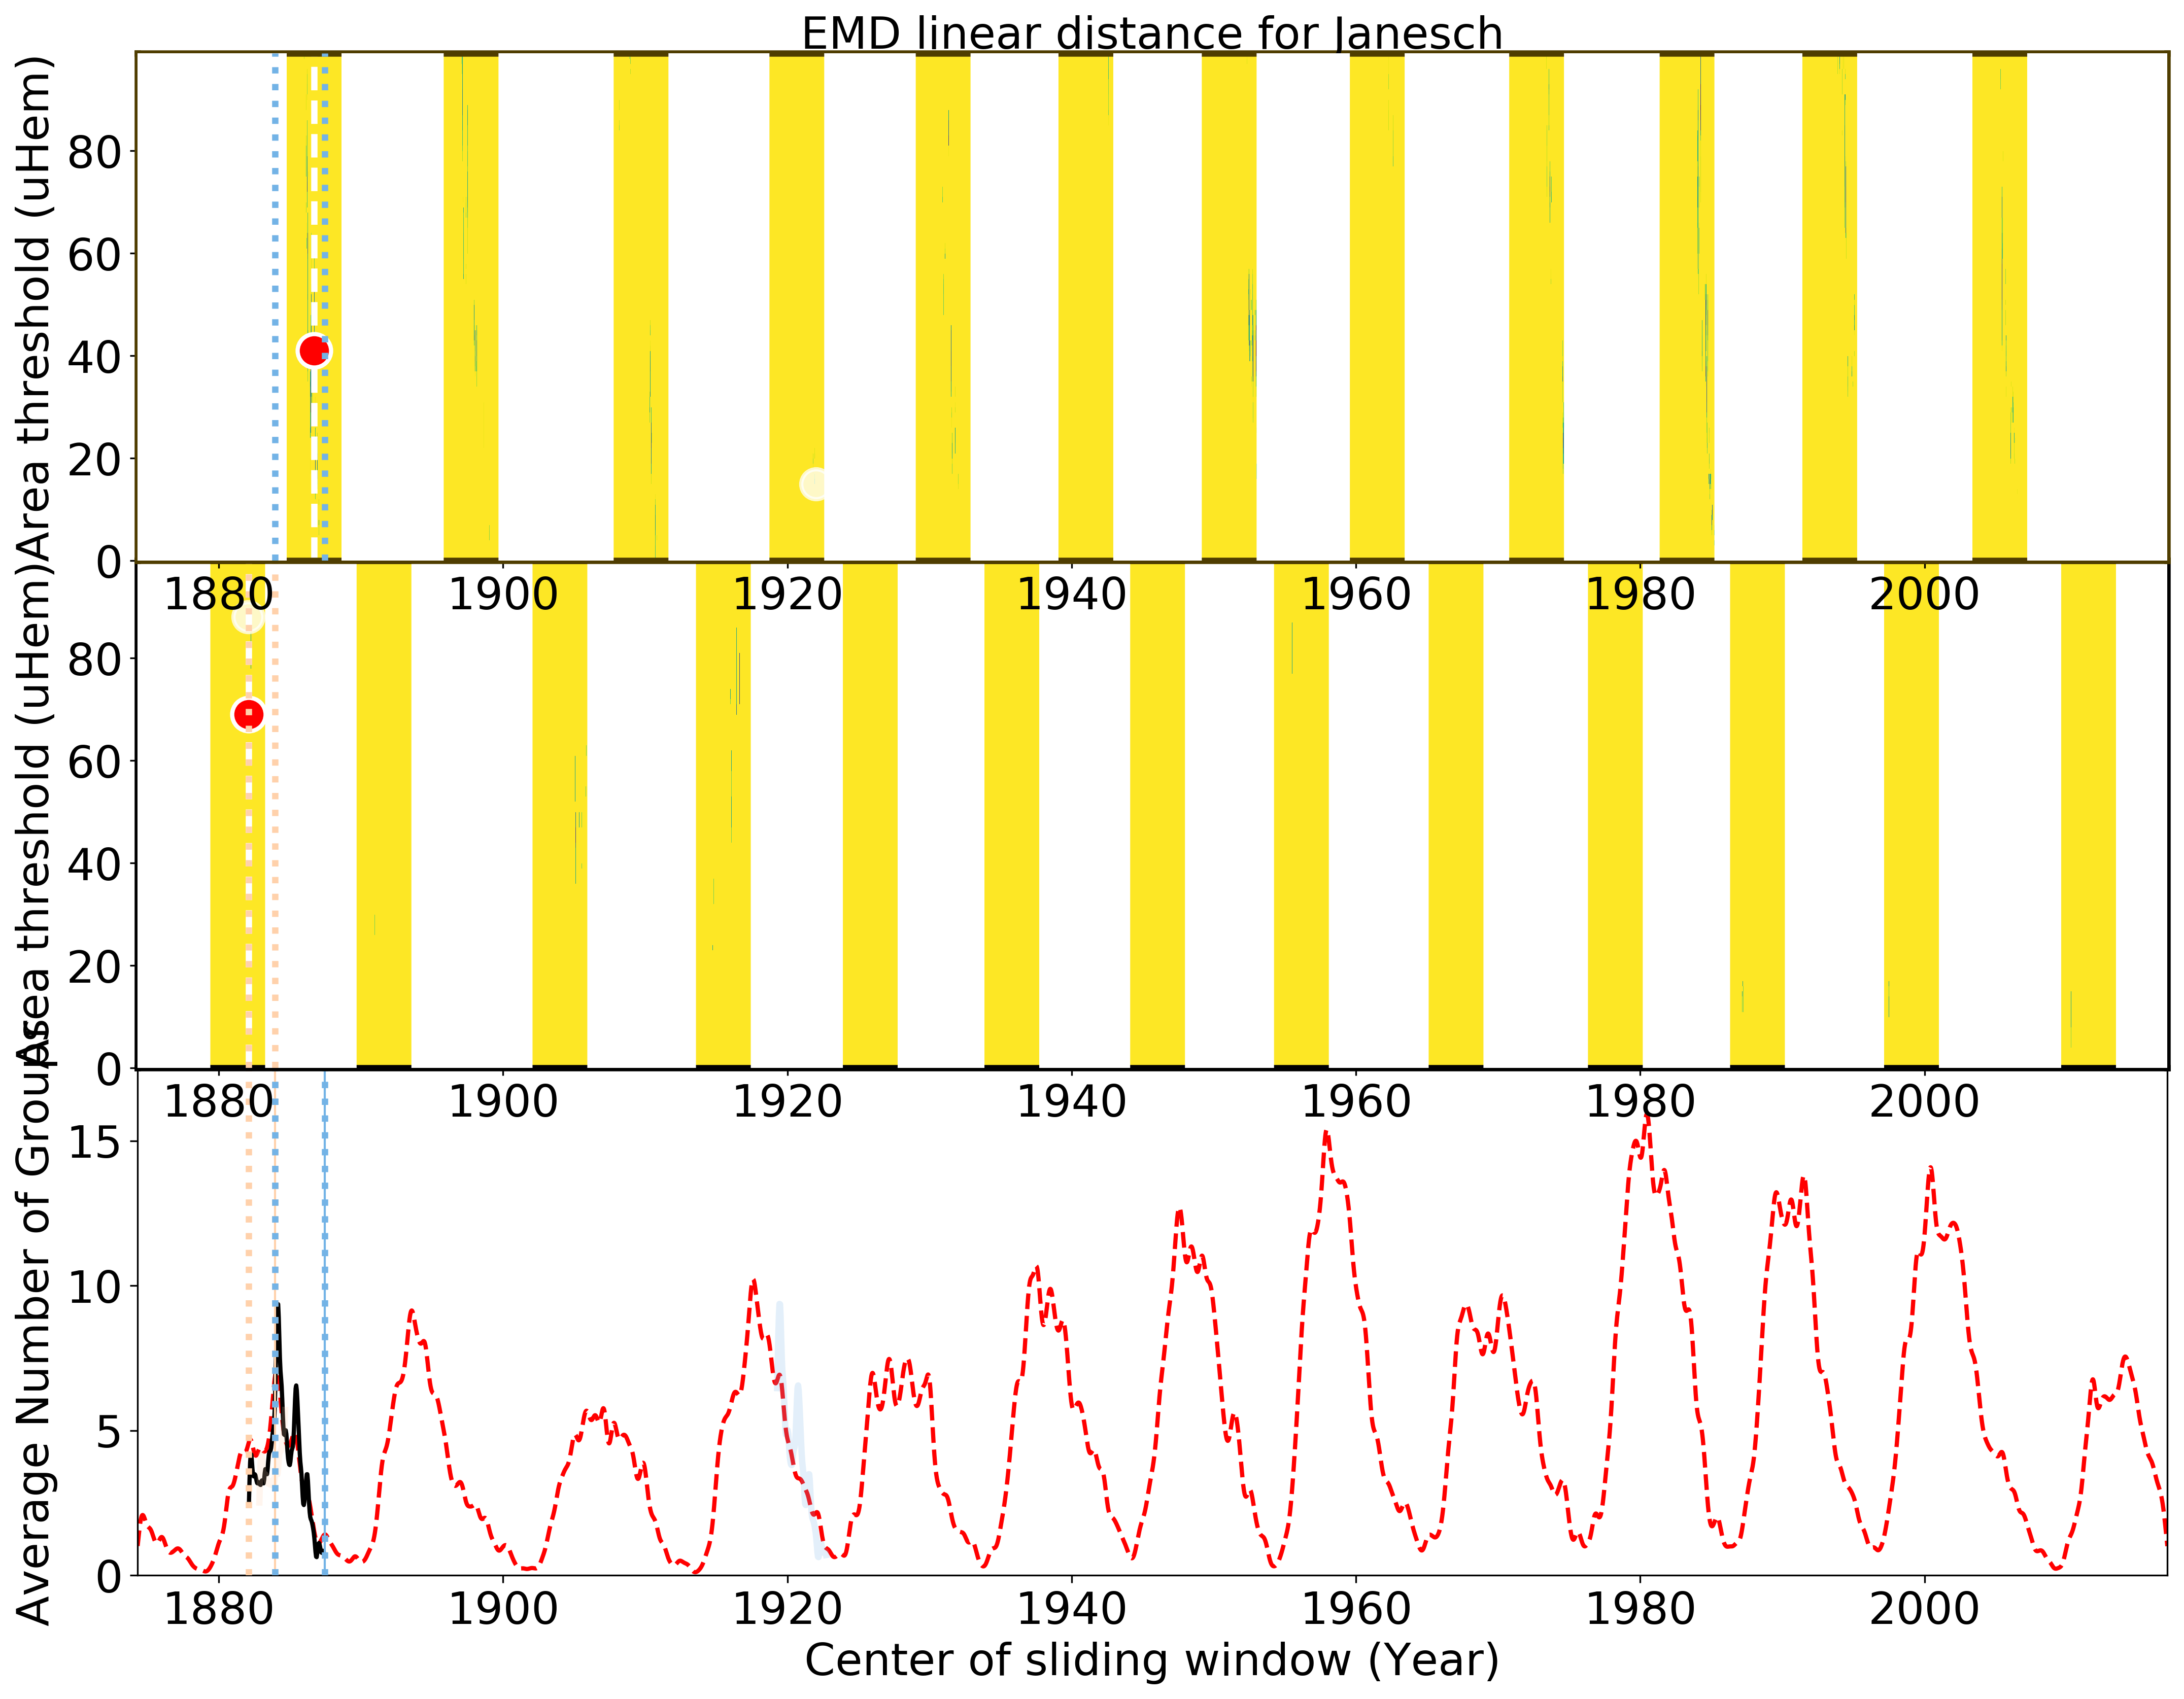 EMD linear distance for Janesch
Area threshold (uHem)
80
60
40
20
0
1880 1900 1920 1940 1960 1980 2000
Area threshold (uHem)
80
60
40
20
0
1880 1900 1920 1940 1960 1980 2000
Average Number of Groups
15
10
5
0
1880 1900 1920 1940 1960 1980 2000
Center of sliding window (Year)